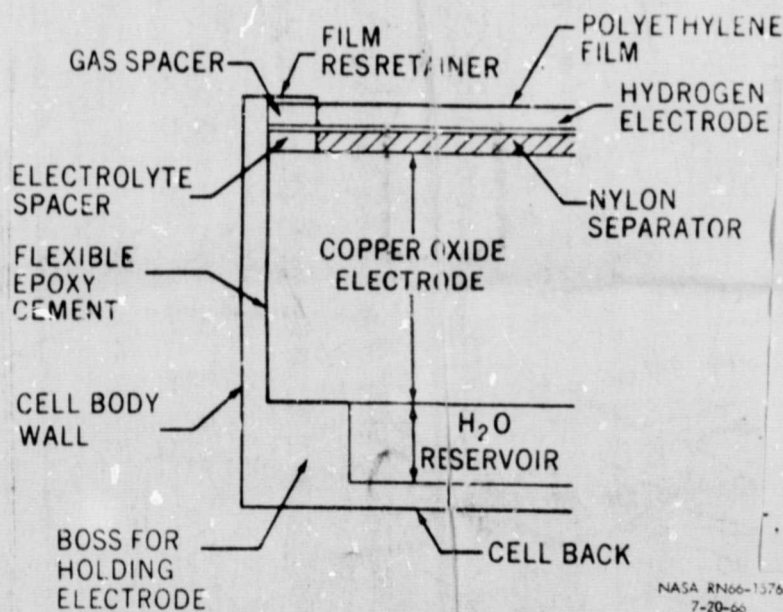 FILM
RESRETAINER
POLYETHYLENE
FILM
GAS SPACER
HYDROGEN
ELECTRODE
ELECTROLYTE
SPACER
NYLON
SEPARATOR
COPPER OXIDE
ELECTRODE
FLEXIBLE
EPOXY
CEMENT
CELL BODY
WALL
H₂O
RESERVOIR
BOSS FOR
HOLDING
ELECTRODE
CELL BACK
NASA RN66-1576
7-20-66